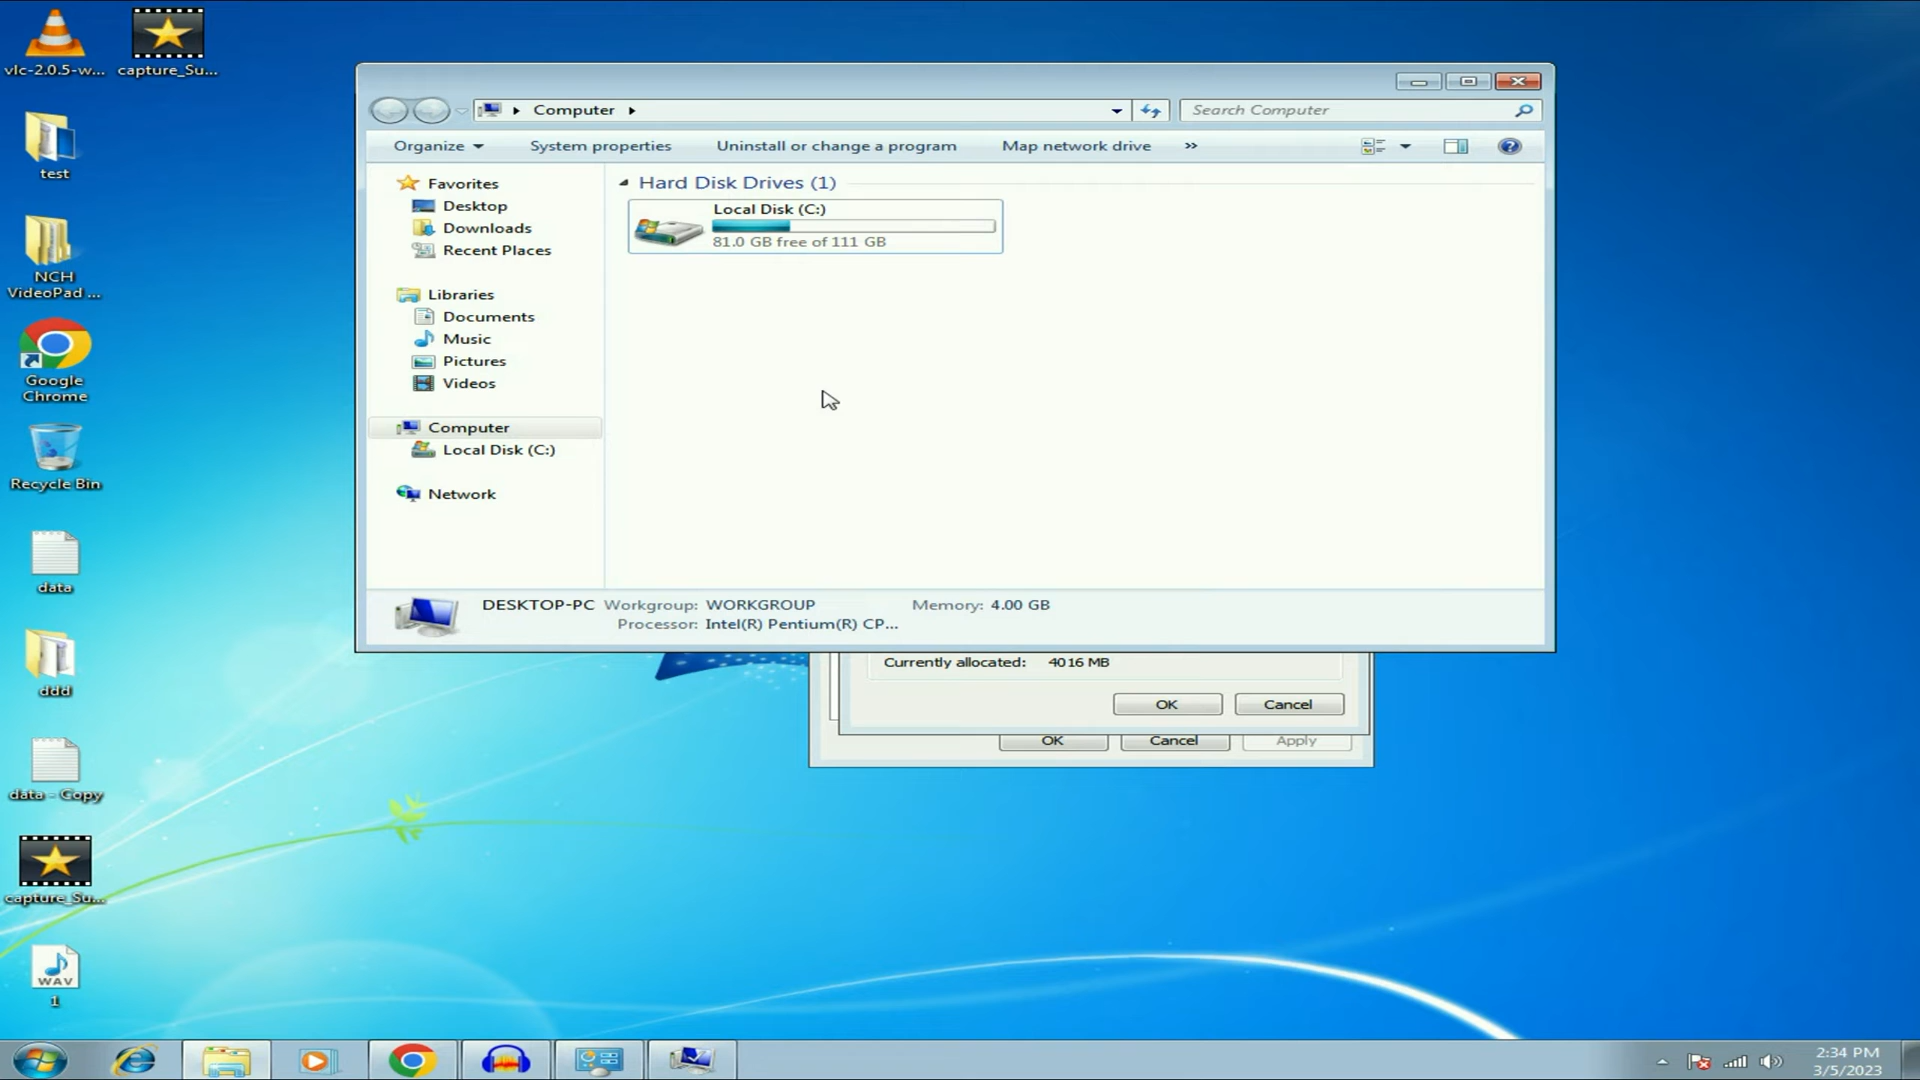 vlc-2.0.5-w...
capture_Su...
test
NCH
VideoPad ...
Google
Chrome
Recycle Bin
data
ddd
data - Copy
capture_Su...
WAV
1
Computer
Search Computer
Organize
System properties
Uninstall or change a program
Map network drive
»
Favorites
Desktop
Downloads
Recent Places
Libraries
Documents
Music
Pictures
Videos
Computer
Local Disk (C:)
Network
Hard Disk Drives (1)
Local Disk (C:)
81.0 GB free of 111 GB
DESKTOP-PC Workgroup: WORKGROUP Memory: 4.00 GB
Processor: Intel(R) Pentium(R) CP...
Currently allocated: 4016 MB
OK Cancel
OK Cancel Apply
2:34 PM
3/5/2023